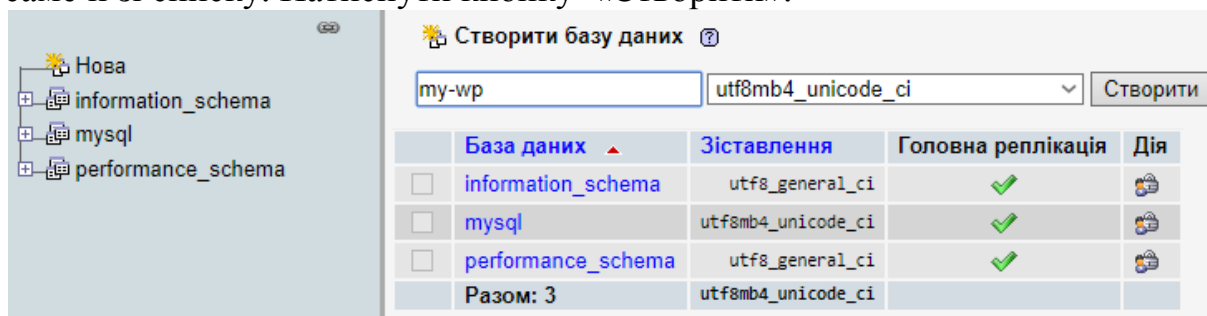 Нова
information_schema
mysql
performance_schema
Створити базу даних
my-wp utf8mb4_unicode_ci Створити
База даних Зіставлення Головна реплікація Дія
information_schema utf8_general_ci
mysql utf8mb4_unicode_ci
performance_schema utf8_general_ci
Разом: 3 utf8mb4_unicode_ci